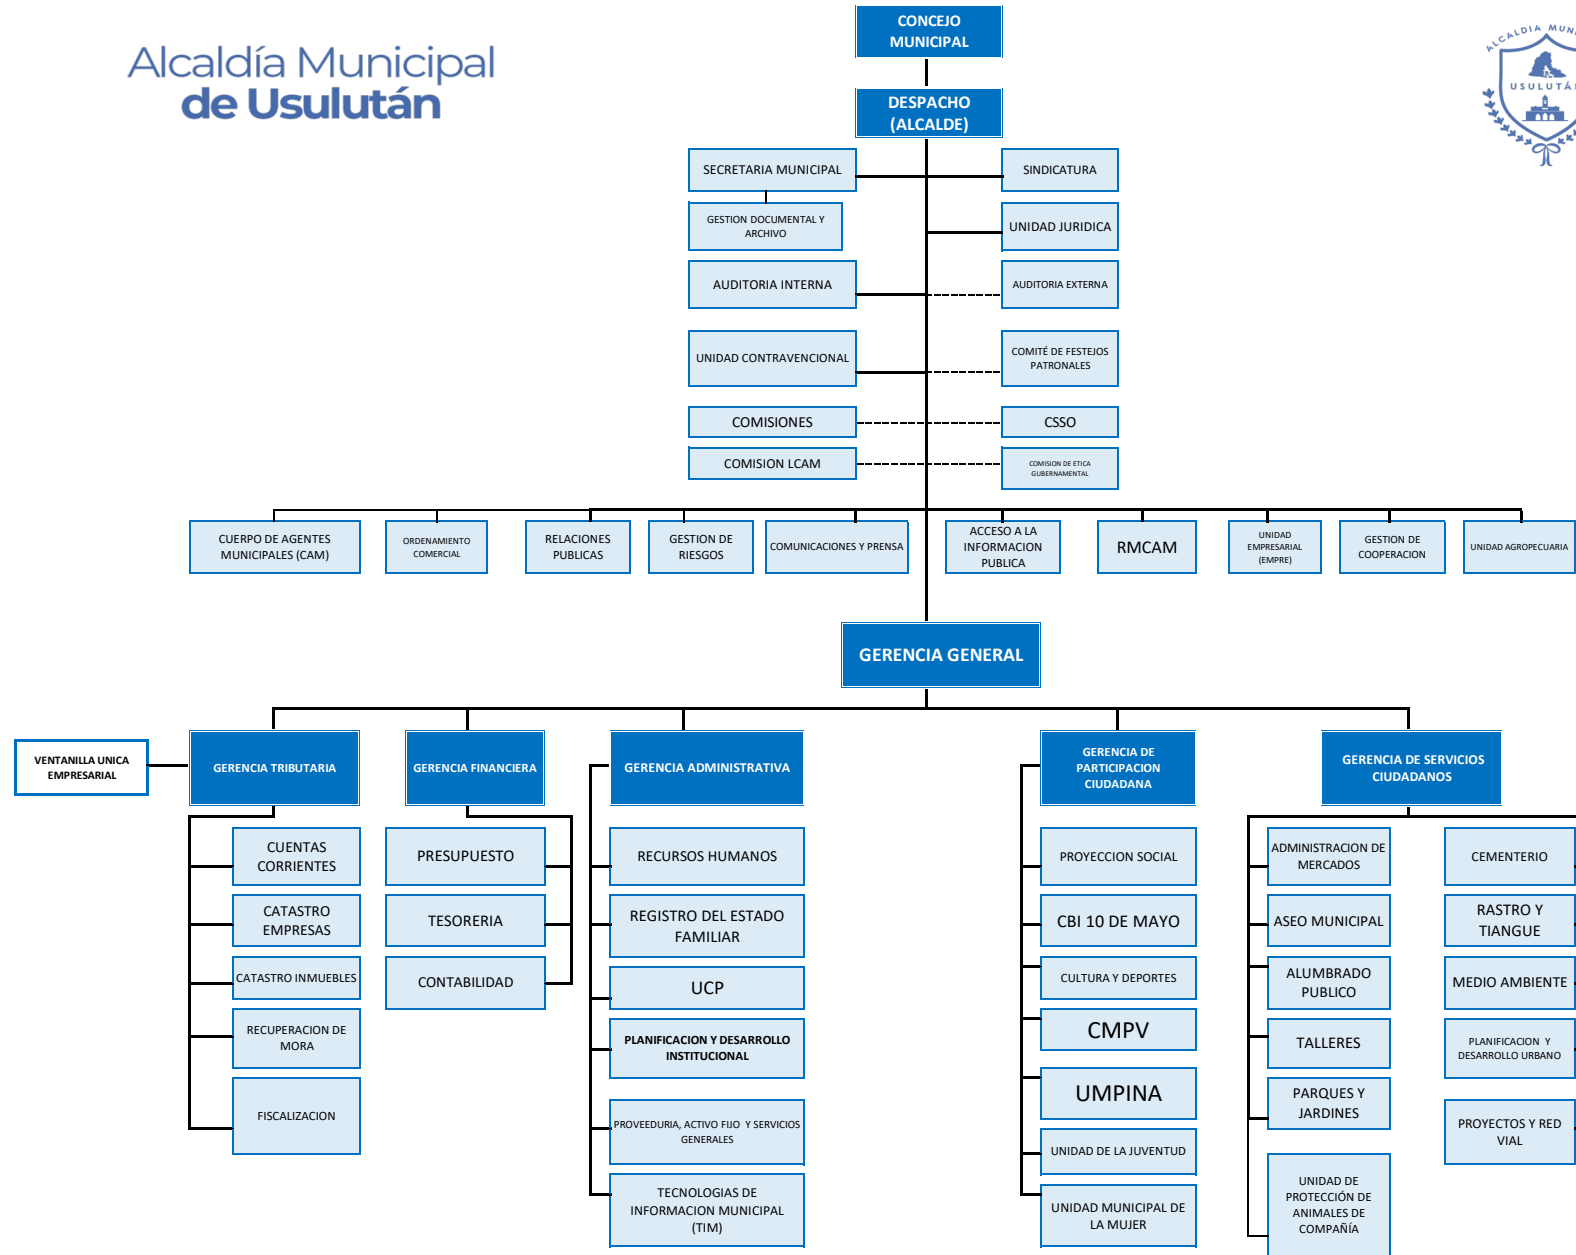 Alcaldía Municipal
de Usulután
ALCALDIA MUN
USULUTÁ
CONCEJO
MUNICIPAL
DESPACHO
(ALCALDE)
SECRETARIA MUNICIPAL
SINDICATURA
GESTION DOCUMENTAL Y
ARCHIVO
UNIDAD JURIDICA
AUDITORIA INTERNA
AUDITORIA EXTERNA
UNIDAD CONTRAVENCIONAL
COMITÉ DE FESTEJOS
PATRONALES
COMISIONES
CSSO
COMISION LCAM
COMISION DE ETICA
GUBERNAMENTAL
CUERPO DE AGENTES
MUNICIPALES (CAM)
ORDENAMIENTO
COMERCIAL
RELACIONES
PUBLICAS
GESTION DE
RIESGOS
COMUNICACIONES Y PRENSA
ACCESO A LA
INFORMACION
PUBLICA
RMCAM
UNIDAD
EMPRESARIAL
(EMPRE)
GESTION DE
COOPERACION
UNIDAD AGROPECUARIA
GERENCIA GENERAL
VENTANILLA UNICA
EMPRESARIAL
GERENCIA TRIBUTARIA
GERENCIA FINANCIERA
GERENCIA ADMINISTRATIVA
GERENCIA DE
PARTICIPACION
CIUDADANA
GERENCIA DE SERVICIOS
CIUDADANOS
CUENTAS
CORRIENTES
CATASTRO
EMPRESAS
CATASTRO INMUEBLES
RECUPERACION DE
MORA
FISCALIZACION
PRESUPUESTO
TESORERIA
CONTABILIDAD
RECURSOS HUMANOS
REGISTRO DEL ESTADO
FAMILIAR
UCP
PLANIFICACION Y DESARROLLO
INSTITUCIONAL
PROVEEDURIA, ACTIVO FIJO Y SERVICIOS
GENERALES
TECNOLOGIAS DE
INFORMACION MUNICIPAL
(TIM)
PROYECCION SOCIAL
CBI 10 DE MAYO
CULTURA Y DEPORTES
CMPV
UMPINA
UNIDAD DE LA JUVENTUD
UNIDAD MUNICIPAL DE
LA MUJER
ADMINISTRACION DE
MERCADOS
ASEO MUNICIPAL
ALUMBRADO
PUBLICO
TALLERES
PARQUES Y
JARDINES
UNIDAD DE
PROTECCIÓN DE
ANIMALES DE
COMPAÑÍA
CEMENTERIO
RASTRO Y
TIANGUE
MEDIO AMBIENTE
PLANIFICACION Y
DESARROLLO URBANO
PROYECTOS Y RED
VIAL